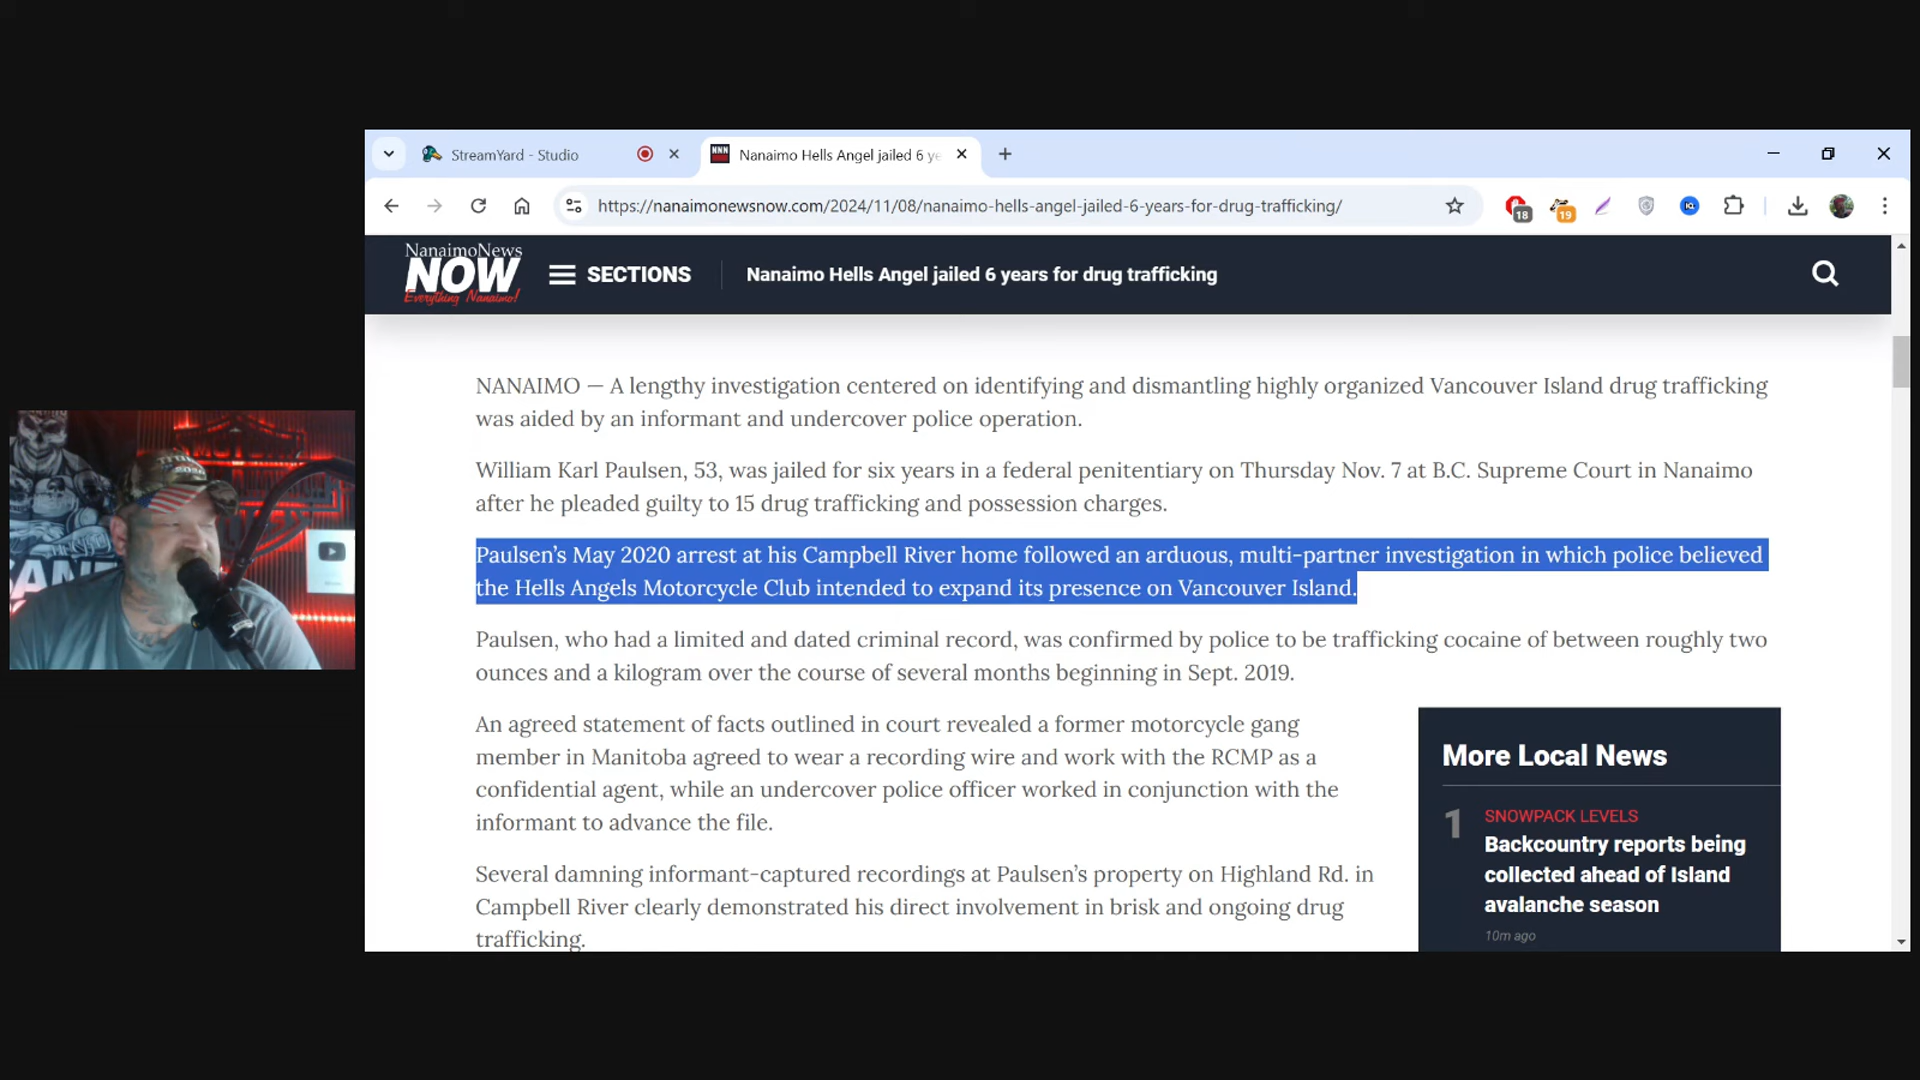 StreamYard - Studio
Nanaimo Hells Angel jailed 6 ye
https://nanaimonewsnow.com/2024/11/08/nanaimo-hells-angel-jailed-6-years-for-drug-trafficking/
18
19
NanaimoNews
NOW
Everything Nanaimo!
SECTIONS
Nanaimo Hells Angel jailed 6 years for drug trafficking
NANAIMO — A lengthy investigation centered on identifying and dismantling highly organized Vancouver Island drug trafficking
was aided by an informant and undercover police operation.
William Karl Paulsen, 53, was jailed for six years in a federal penitentiary on Thursday Nov. 7 at B.C. Supreme Court in Nanaimo
after he pleaded guilty to 15 drug trafficking and possession charges.
Paulsen’s May 2020 arrest at his Campbell River home followed an arduous, multi-partner investigation in which police believed
the Hells Angels Motorcycle Club intended to expand its presence on Vancouver Island.
Paulsen, who had a limited and dated criminal record, was confirmed by police to be trafficking cocaine of between roughly two
ounces and a kilogram over the course of several months beginning in Sept. 2019.
An agreed statement of facts outlined in court revealed a former motorcycle gang
member in Manitoba agreed to wear a recording wire and work with the RCMP as a
confidential agent, while an undercover police officer worked in conjunction with the
informant to advance the file.
Several damning informant-captured recordings at Paulsen’s property on Highland Rd. in
Campbell River clearly demonstrated his direct involvement in brisk and ongoing drug
trafficking.
More Local News
1
SNOWPACK LEVELS
Backcountry reports being
collected ahead of Island
avalanche season
10m ago